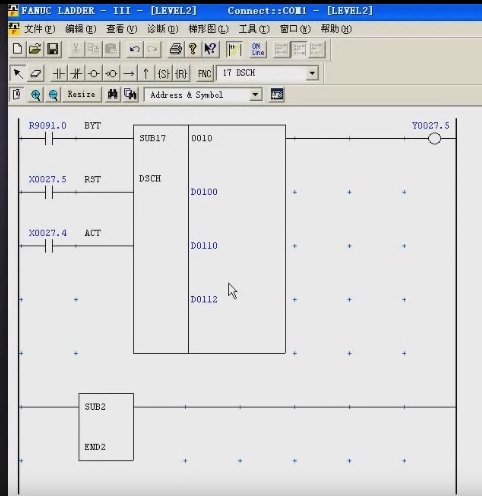 FANUC LADDER - III - [LEVEL2] Connect::COM1 - [LEVEL2]
文件(F) 编辑(E) 查看(V) 诊断(D) 梯形图(L) 工具(T) 窗口(W) 帮助(H)
ON Line
(S) (R) FNC 17 DSCH
Resize Address & Symbol
R9091.0 BYT Y0027.5
SUB17 0010
X0027.5 RST DSCH
D0100
X0027.4 ACT
D0110
D0112
SUB2
END2